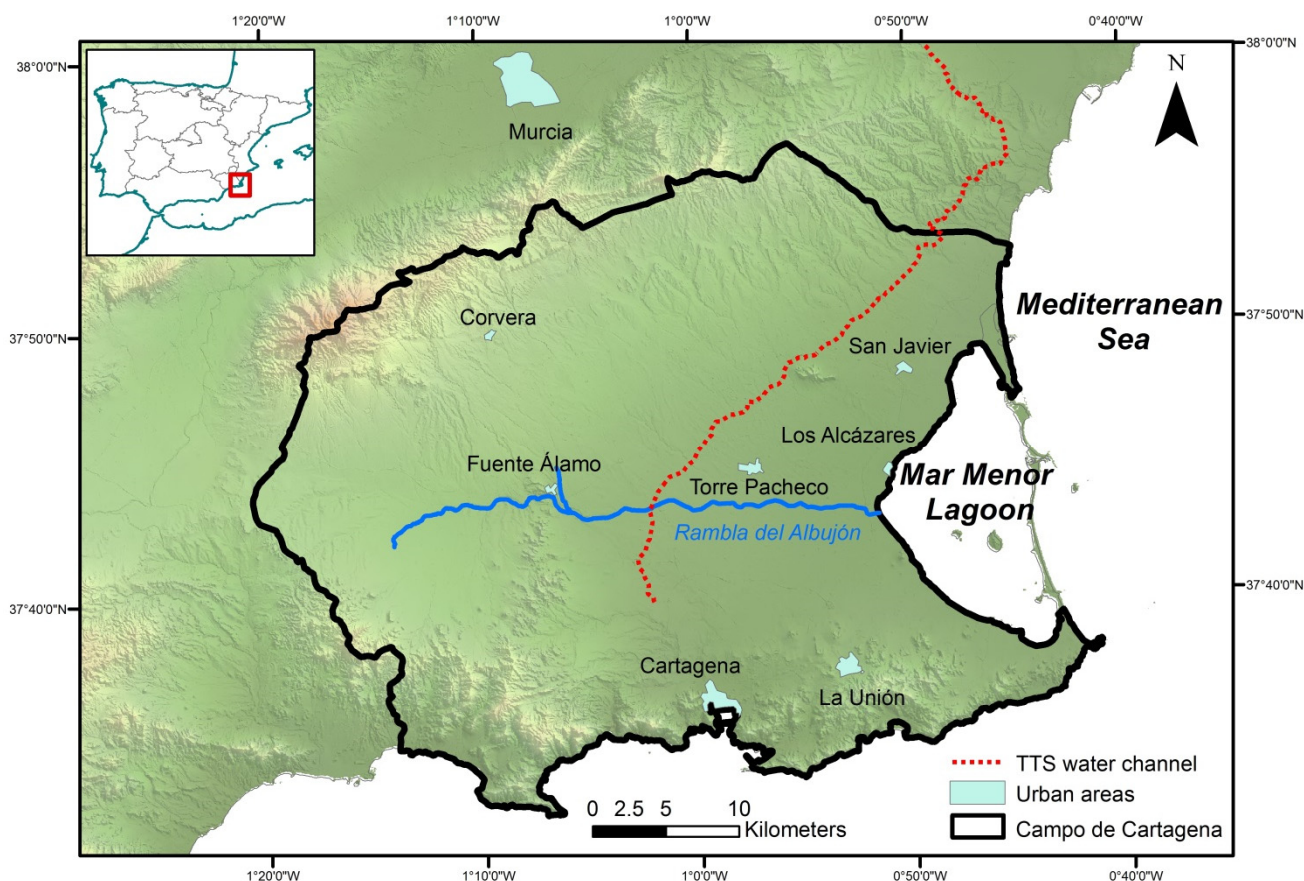 1°20'0"W 1°10'0"W 1°0'0"W 0°50'0"W 0°40'0"W
38°0'0"N
38°0'0"N
N
Murcia
Mediterranean
Sea
37°50'0"N
37°50'0"N
Corvera
San Javier
Los Alcázares
Fuente Álamo
Torre Pacheco
Mar Menor
Lagoon
Rambla del Albujón
37°40'0"N
37°40'0"N
Cartagena
La Unión
TTS water channel
Urban areas
Campo de Cartagena
0 2.5 5 10
Kilometers
1°20'0"W 1°10'0"W 1°0'0"W 0°50'0"W 0°40'0"W